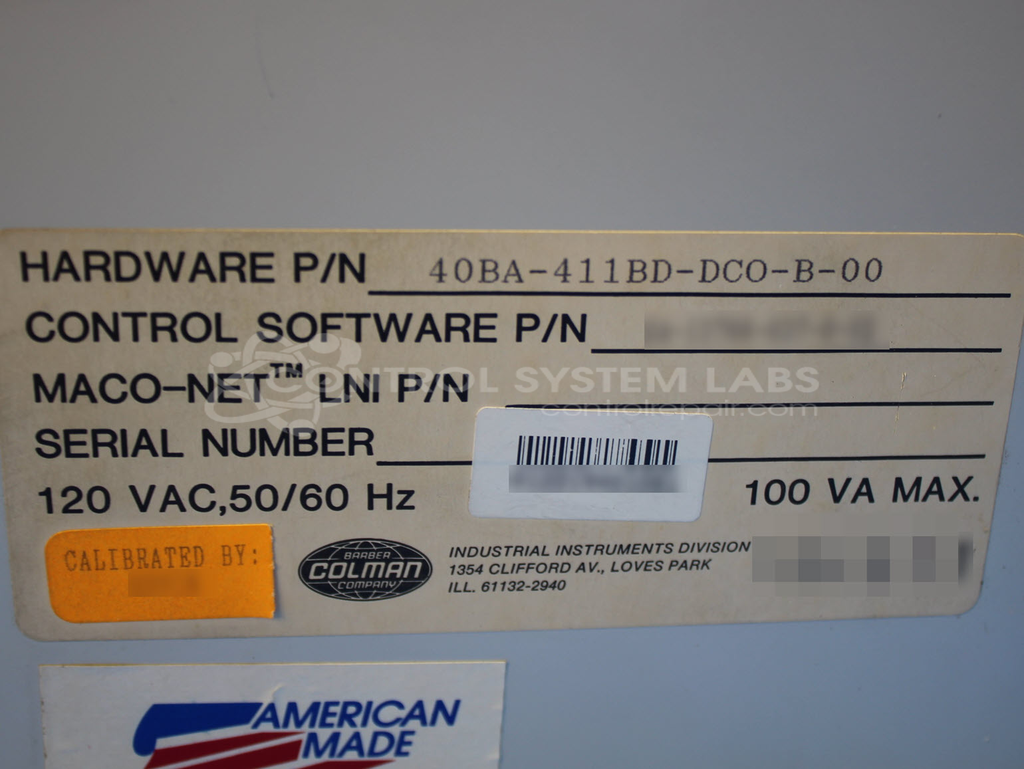 HARDWARE P/N 40BA-411BD-DCO-B-00
CONTROL SOFTWARE P/N
MACO-NET™ LNI P/N
CONTROL SYSTEM LABS
controlrepair.com
SERIAL NUMBER
120 VAC,50/60 Hz 100 VA MAX.
CALIBRATED BY:
BARBER
COLMAN
COMPANY
INDUSTRIAL INSTRUMENTS DIVISION
1354 CLIFFORD AV., LOVES PARK
ILL. 61132-2940
AMERICAN
MADE